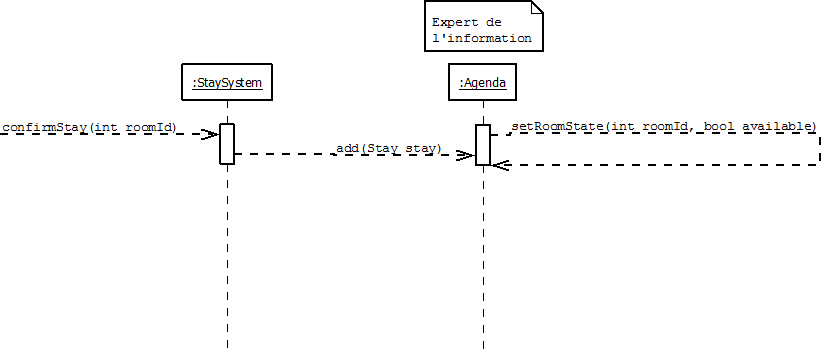 Expert de
l'information
:StaySystem
:Agenda
confirmStay(int roomId)
setRoomState(int roomId, bool available)
add(Stay stay)